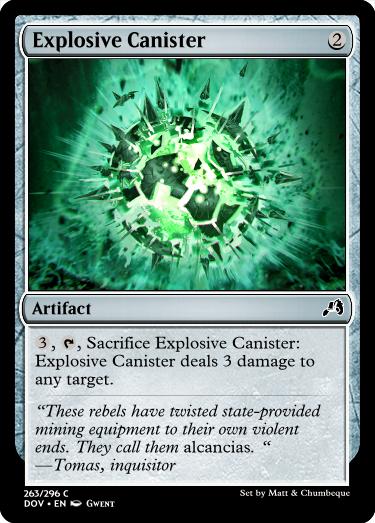 Explosive Canister 2
Artifact
3, T, Sacrifice Explosive Canister:
Explosive Canister deals 3 damage to
any target.
"These rebels have twisted state-provided
mining equipment to their own violent
ends. They call them alcancias. "
—Tomas, inquisitor
263/296 C
DOV • EN Gwent
Set by Matt & Chumbeque